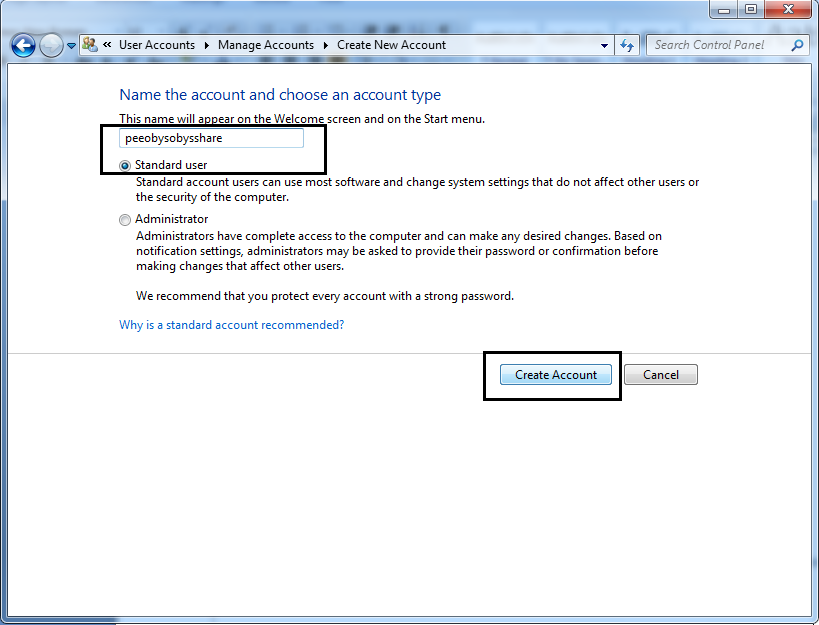 « User Accounts ▸ Manage Accounts ▸ Create New Account
Search Control Panel
Name the account and choose an account type
This name will appear on the Welcome screen and on the Start menu.
peeobysobysshare
Standard user
Standard account users can use most software and change system settings that do not affect other users or
the security of the computer.
Administrator
Administrators have complete access to the computer and can make any desired changes. Based on
notification settings, administrators may be asked to provide their password or confirmation before
making changes that affect other users.
We recommend that you protect every account with a strong password.
Why is a standard account recommended?
Create Account
Cancel